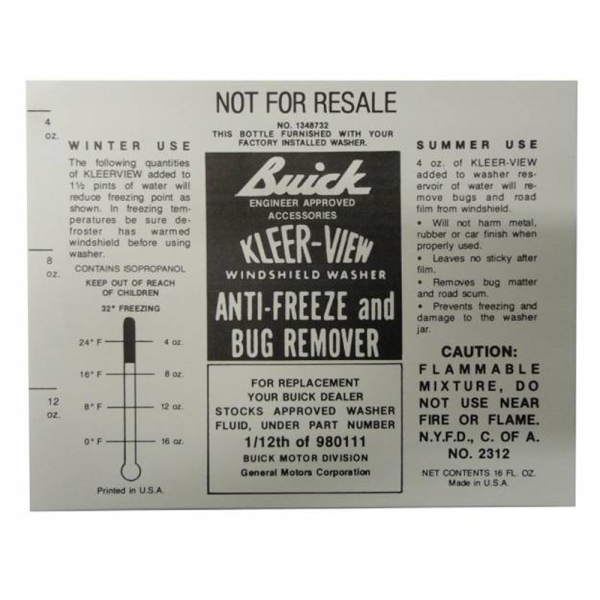 NOT FOR RESALE
NO. 1348732
THIS BOTTLE FURNISHED WITH YOUR
FACTORY INSTALLED WASHER.
4
oz.
8
oz.
12
oz.
WINTER USE
The following quantities
of KLEERVIEW added to
1½ pints of water will
reduce freezing point as
shown. In freezing tem-
peratures be sure de-
froster has warmed
windshield before using
washer.
CONTAINS ISOPROPANOL
KEEP OUT OF REACH
OF CHILDREN
32° FREEZING
24° F 4 oz.
16° F 8 oz.
8° F 12 oz.
0° F 16 oz.
Printed in U.S.A.
Buick
ENGINEER APPROVED
ACCESSORIES
KLEER-VIEW
WINDSHIELD WASHER
ANTI-FREEZE and
BUG REMOVER
FOR REPLACEMENT
YOUR BUICK DEALER
STOCKS APPROVED WASHER
FLUID, UNDER PART NUMBER
1/12th of 980111
BUICK MOTOR DIVISION
General Motors Corporation
SUMMER USE
4 oz. of KLEER-VIEW
added to washer res-
ervoir of water will re-
move bugs and road
film from windshield.
• Will not harm metal,
rubber or car finish when
properly used.
• Leaves no sticky after
film.
• Removes bug matter
and road scum.
• Prevents freezing and
damage to the washer
jar.
CAUTION:
FLAMMABLE
MIXTURE, DO
NOT USE NEAR
FIRE OR FLAME.
N.Y.F.D., C. OF A.
NO. 2312
NET CONTENTS 16 FL. OZ.
Made in U.S.A.